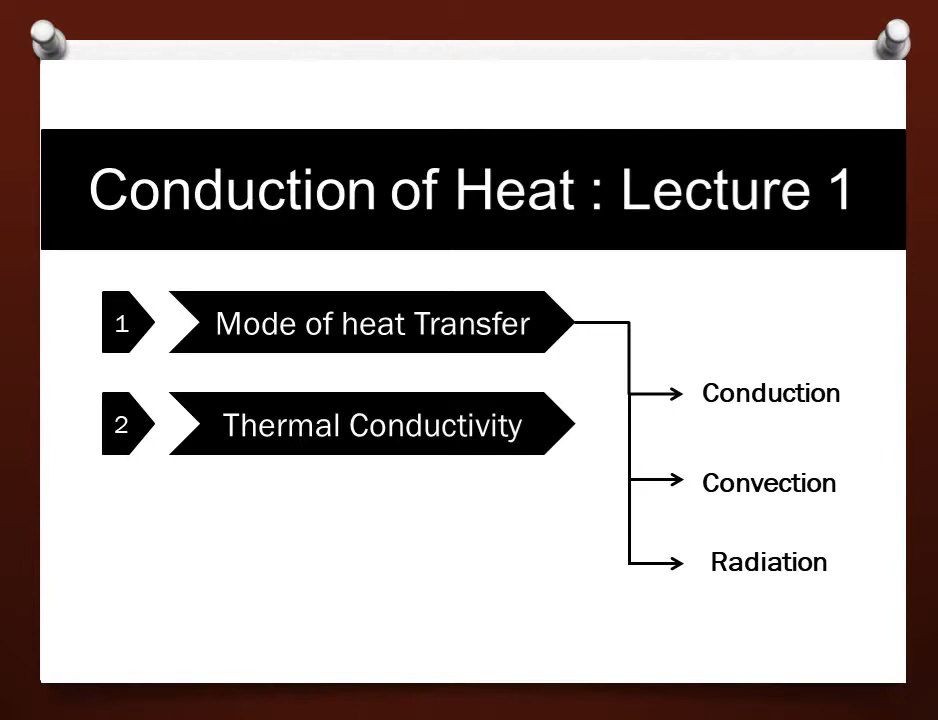 Conduction of Heat : Lecture 1
1 Mode of heat Transfer
2 Thermal Conductivity
Conduction
Convection
Radiation